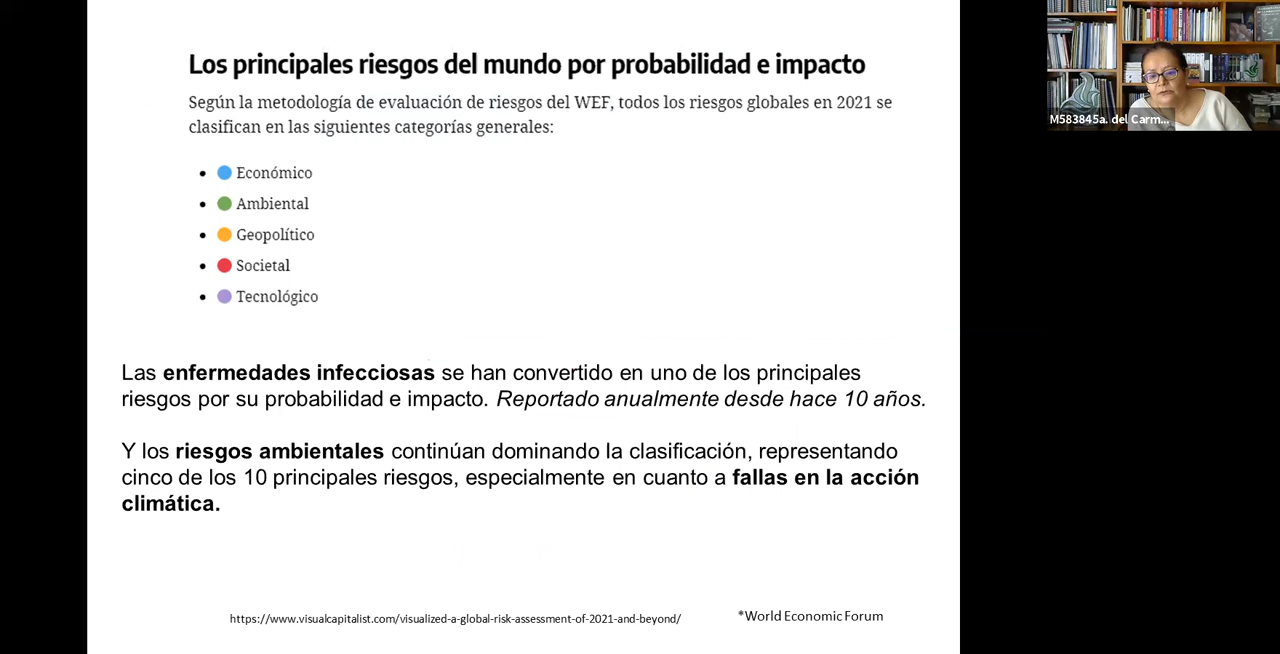 Los principales riesgos del mundo por probabilidad e impacto
Según la metodología de evaluación de riesgos del WEF, todos los riesgos globales en 2021 se
clasifican en las siguientes categorías generales:
• Económico
• Ambiental
• Geopolítico
• Societal
• Tecnológico
Las enfermedades infecciosas se han convertido en uno de los principales
riesgos por su probabilidad e impacto. Reportado anualmente desde hace 10 años.
Y los riesgos ambientales continúan dominando la clasificación, representando
cinco de los 10 principales riesgos, especialmente en cuanto a fallas en la acción
climática.
https://www.visualcapitalist.com/visualized-a-global-risk-assessment-of-2021-and-beyond/
*World Economic Forum
M583845a. del Carm...